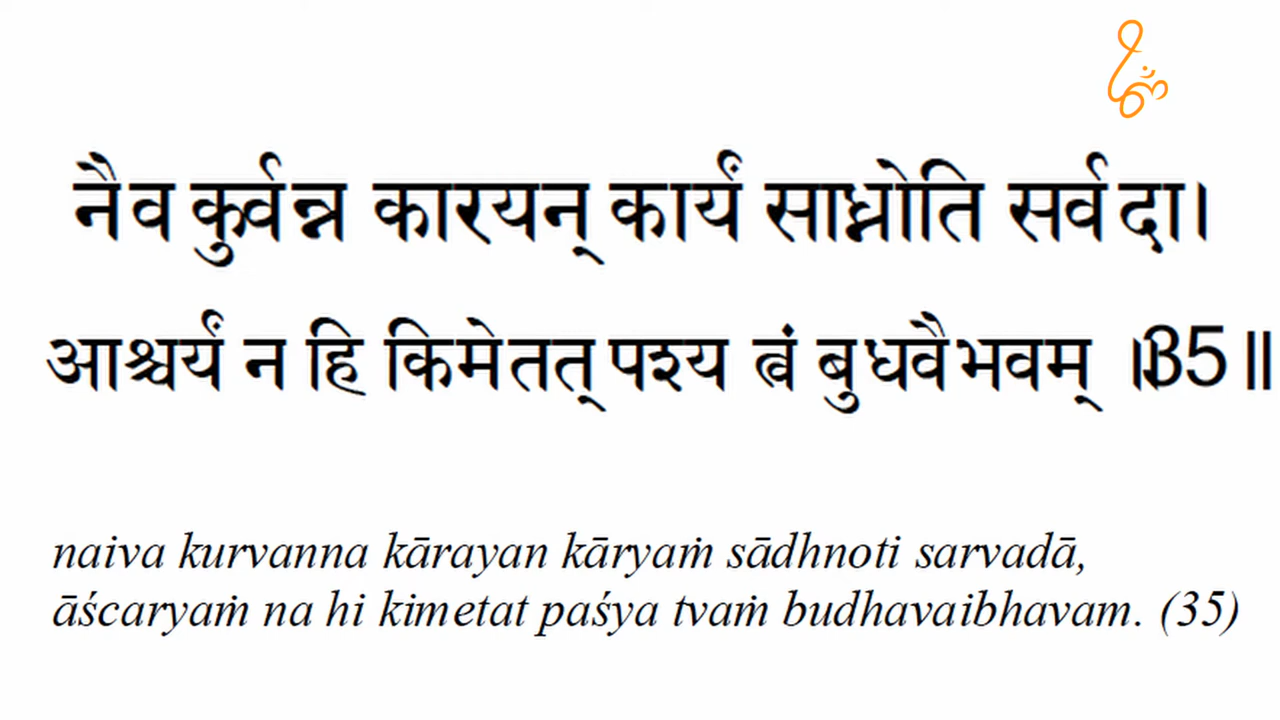 नैव कुर्वन्न कारयन् कार्यं साध्नोति सर्वदा।
आश्चर्यं न हि किमेतत् पश्य त्वं बुधवैभवम् ॥35॥
naiva kurvanna kārayan kāryaṁ sādhnoti sarvadā,
āścaryaṁ na hi kimetat paśya tvaṁ budhavaibhavam. (35)